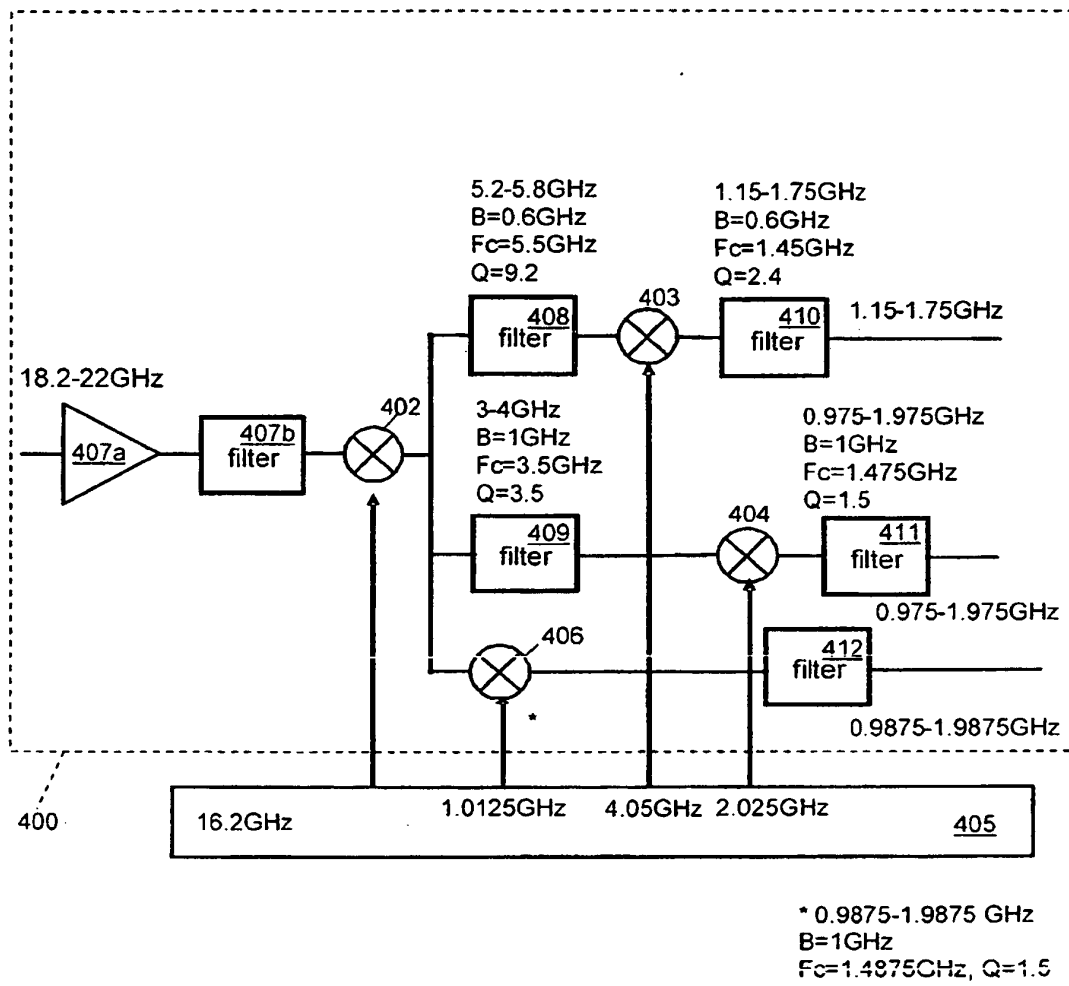 5.2-5.8GHz
B=0.6GHz
Fc=5.5GHz
Q=9.2
1.15-1.75GHz
B=0.6GHz
Fc=1.45GHz
Q=2.4
408
filter
403
410
filter
1.15-1.75GHz
18.2-22GHz
407a
407b
filter
402
3-4GHz
B=1GHz
Fc=3.5GHz
Q=3.5
0.975-1.975GHz
B=1GHz
Fc=1.475GHz
Q=1.5
409
filter
404
411
filter
0.975-1.975GHz
406
412
filter
*
0.9875-1.9875GHz
400
16.2GHz
1.0125GHz
4.05GHz
2.025GHz
405
* 0.9875-1.9875 GHz
B=1GHz
Fc=1.4875GHz, Q=1.5